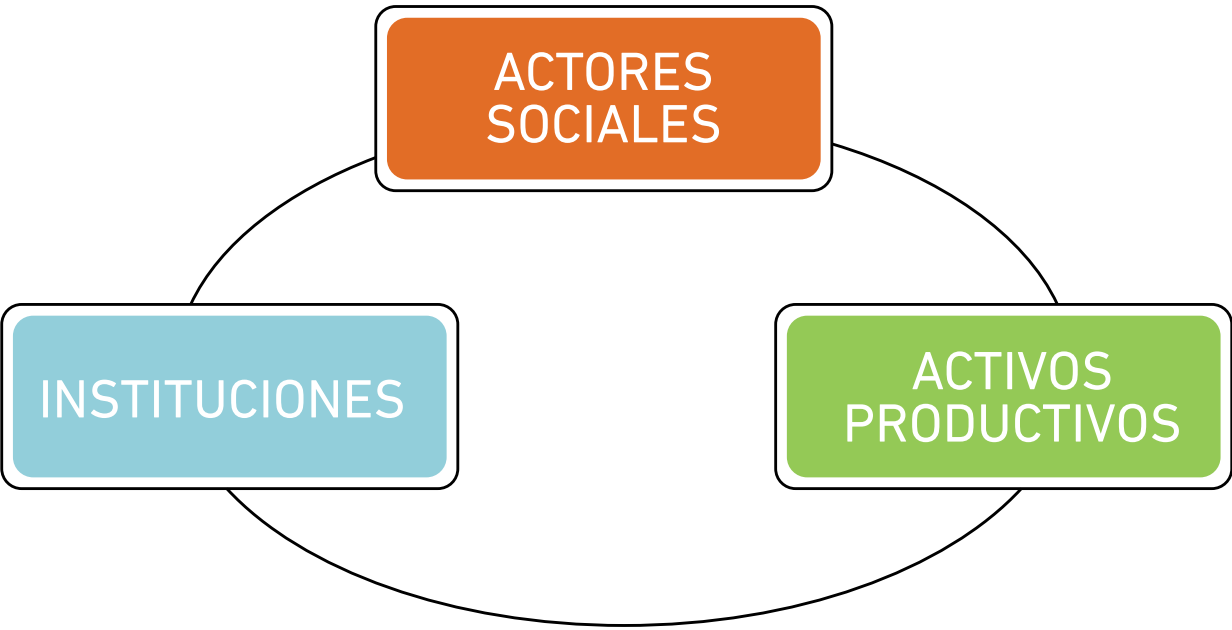 ACTORES
SOCIALES
INSTITUCIONES
ACTIVOS
PRODUCTIVOS